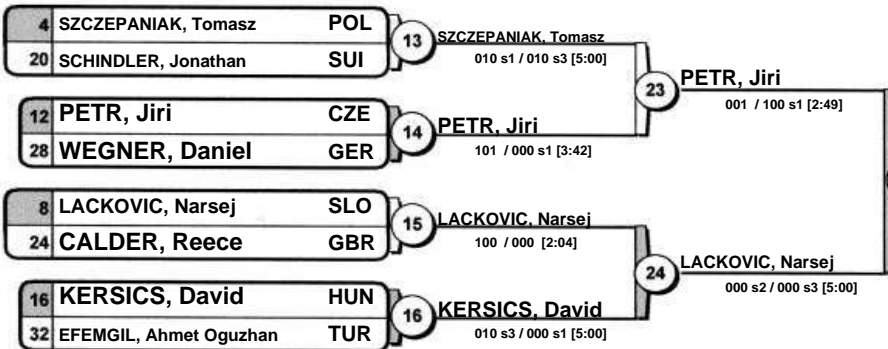 4 SZCZEPANIAK, Tomasz POL
20 SCHINDLER, Jonathan SUI
13 SZCZEPANIAK, Tomasz
010 s1 / 010 s3 [5:00]
12 PETR, Jiri CZE
28 WEGNER, Daniel GER
14 PETR, Jiri
101 / 000 s1 [3:42]
23 PETR, Jiri
001 / 100 s1 [2:49]
8 LACKOVIC, Narsej SLO
24 CALDER, Reece GBR
15 LACKOVIC, Narsej
100 / 000 [2:04]
16 KERSICS, David HUN
32 EFEMGIL, Ahmet Oguzhan TUR
16 KERSICS, David
010 s3 / 000 s1 [5:00]
24 LACKOVIC, Narsej
000 s2 / 000 s3 [5:00]